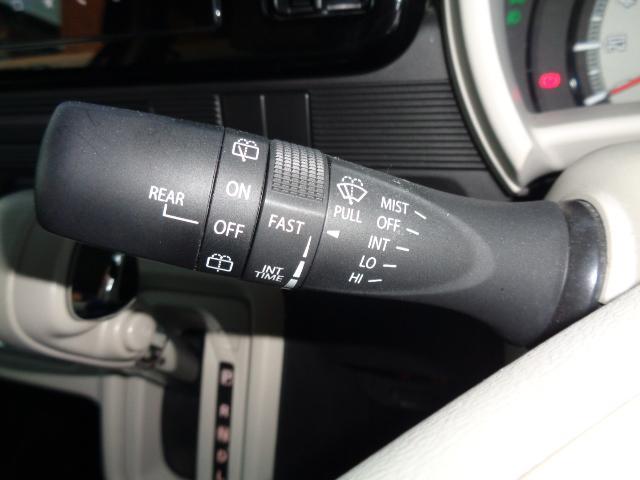 REAR
ON
OFF
FAST
INT
TIME
PULL
MIST
OFF
INT
LO
HI
P
R
N
D
L